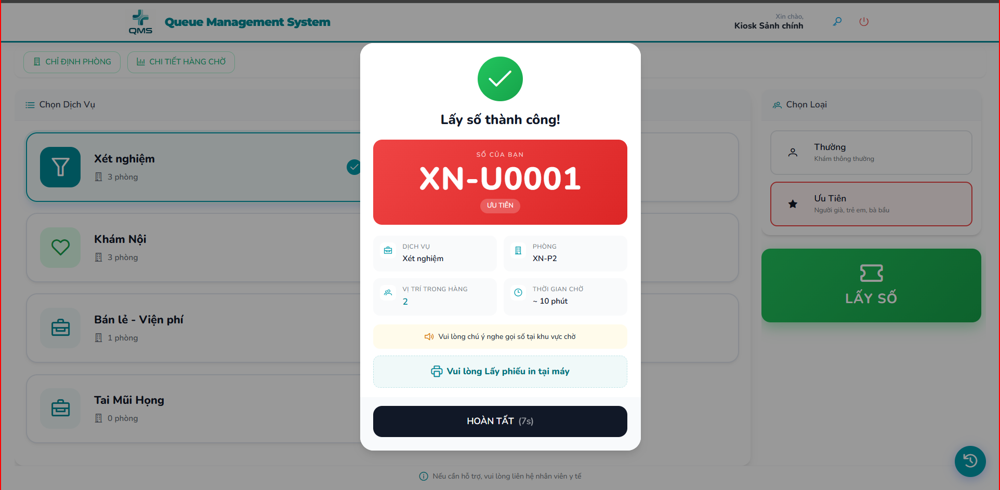 QMS
Queue Management System
Xin chào,
Kiosk Sảnh chính
CHỈ ĐỊNH PHÒNG
CHI TIẾT HÀNG CHỜ
Chọn Dịch Vụ
Xét nghiệm
3 phòng
Khám Nội
3 phòng
Bán lẻ - Viện phí
1 phòng
Tai Mũi Họng
0 phòng
Lấy số thành công!
SỐ CỦA BẠN
XN-U0001
ƯU TIÊN
DỊCH VỤ
Xét nghiệm
PHÒNG
XN-P2
VỊ TRÍ TRONG HÀNG
2
THỜI GIAN CHỜ
~ 10 phút
Vui lòng chú ý nghe gọi số tại khu vực chờ
Vui lòng Lấy phiếu in tại máy
HOÀN TẤT (7s)
Chọn Loại
Thường
Khám thông thường
Ưu Tiên
Người già, trẻ em, bà bầu
LẤY SỐ
Nếu cần hỗ trợ, vui lòng liên hệ nhân viên y tế